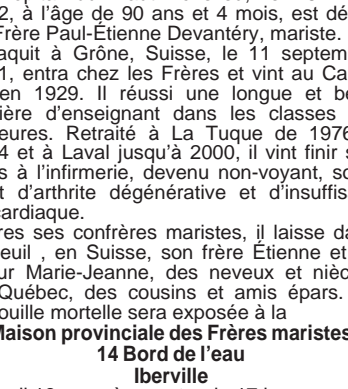 2, à l'âge de 90 ans et 4 mois, est dé
Frère Paul-Étienne Devantéry, mariste.
aquit à Grône, Suisse, le 11 septem
1, entra chez les Frères et vint au Ca
en 1929. Il réussi une longue et be
ière d'enseignant dans les classes
eures. Retraité à La Tuque de 1976
4 et à Laval jusqu'à 2000, il vint finir s
s à l'infirmerie, devenu non-voyant, so
t d'arthrite dégénérative et d'insuffis
cardiaque.
res ses confrères maristes, il laisse da
euil , en Suisse, son frère Étienne et
ur Marie-Jeanne, des neveux et nièc
Québec, des cousins et amis épars.
ouille mortelle sera exposée à la
Maison provinciale des Frères maristes
14 Bord de l'eau
Iberville